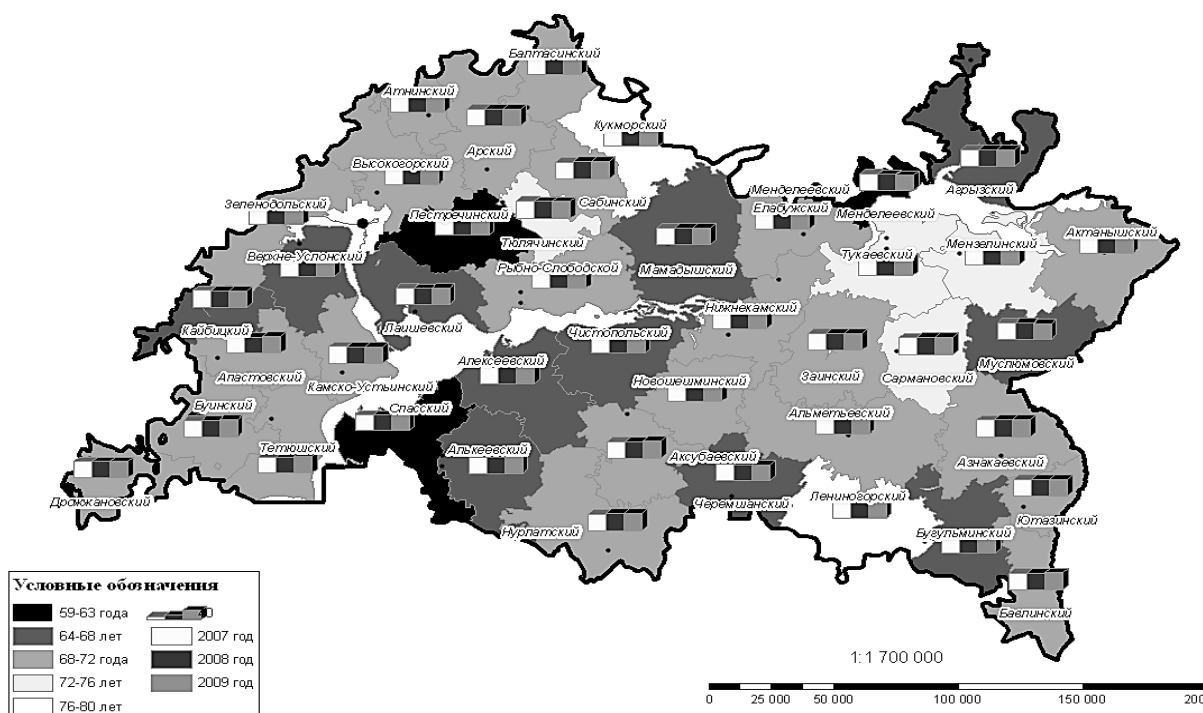 Балтасинский
Атнинский
Кукморский
Арский
Высокогорский
Менделеевский
Агрызский
Зеленодольский
Пестречинский
Сабинский
Елабужский
Менделеевский
Актанышский
Тюлячинский
Мензелинский
Верхне-Услонский
Тукаевский
Рыбно-Слободской
Мамадышский
Нижнекамский
Кайбицкий
Лаишевский
Чистопольский
Алексеевский
Муслюмовский
Апастовский
Камско-Устьинский
Новошешминский
Заинский
Сармановский
Буинский
Спасский
Альметьевский
Тетюшский
Алькеевский
Аксубаевский
Азнакаевский
Дрожжановский
Черемшанский
Лениногорский
Нурлатский
Ютазинский
Бугульминский
Бавлинский
Условные обозначения
59-63 года
64-68 лет
2007 год
68-72 года
2008 год
72-76 лет
2009 год
76-80 лет
1:1 700 000
0 25 000 50 000 100 000 150 000